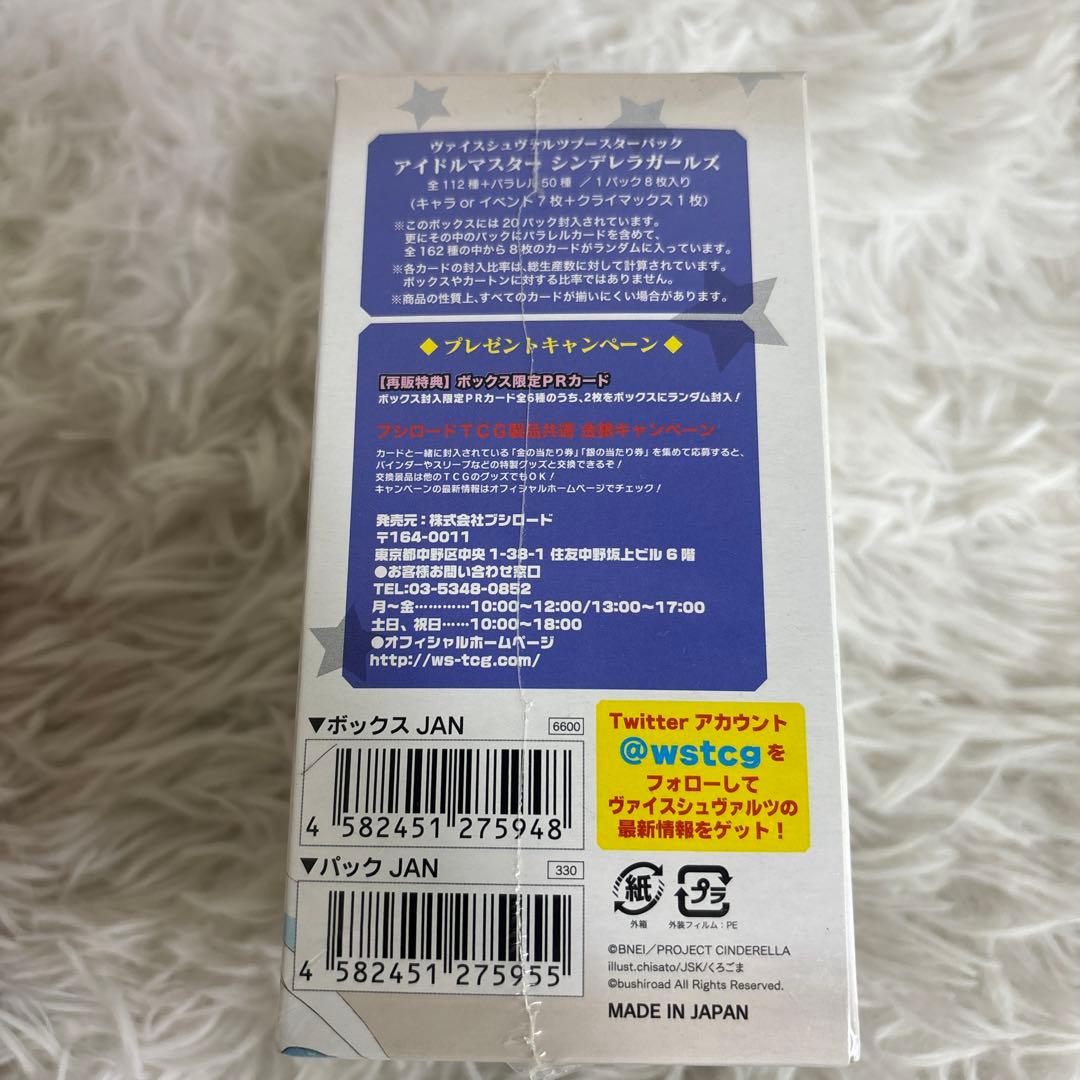 ヴァイスシュヴァルツブースターパック
アイドルマスター シンデレラガールズ
全112種+パラレル50種 /1パック8枚入り
(キャラ or イベント7枚+クライマックス1枚)
※このボックスには20パック封入されています。
更にその中のパックにパラレルカードを含めて、
全162種の中から8枚のカードがランダムに入っています。
※各カードの封入比率は、総生産数に対して計算されています。
ボックスやカートンに対する比率ではありません。
※商品の性質上、すべてのカードが揃いにくい場合があります。
◆プレゼントキャンペーン◆
【再販特典】ボックス限定PRカード
ボックス封入限定PRカード全6種のうち、2枚をボックスにランダム封入!
ブシロードTCG製品共通 金銀キャンペーン
カードと一緒に封入されている「金の当たり券」「銀の当たり券」を集めて応募すると、
バインダーやスリーブなどの特製グッズと交換できるぞ!
交換景品は他のTCGのグッズでもOK!
キャンペーンの最新情報はオフィシャルホームページでチェック!
発売元:株式会社ブシロード
〒164-0011
東京都中野区中央1-38-1 住友中野坂上ビル6階
●お客様お問い合わせ窓口
TEL:03-5348-0852
月~金…………10:00~12:00/13:00~17:00
土日、祝日……10:00~18:00
●オフィシャルホームページ
http://ws-tcg.com/
▼ボックス JAN 6600
4 582451 275948
▼パック JAN 330
4 582451 275955
Twitter アカウント
@wstcgを
フォローして
ヴァイスシュヴァルツの
最新情報をゲット!
紙
外箱
プラ
外装フィルム:PE
©BNEI/PROJECT CINDERELLA
illust.chisato/JSK/くろごま
©bushiroad All Rights Reserved.
MADE IN JAPAN